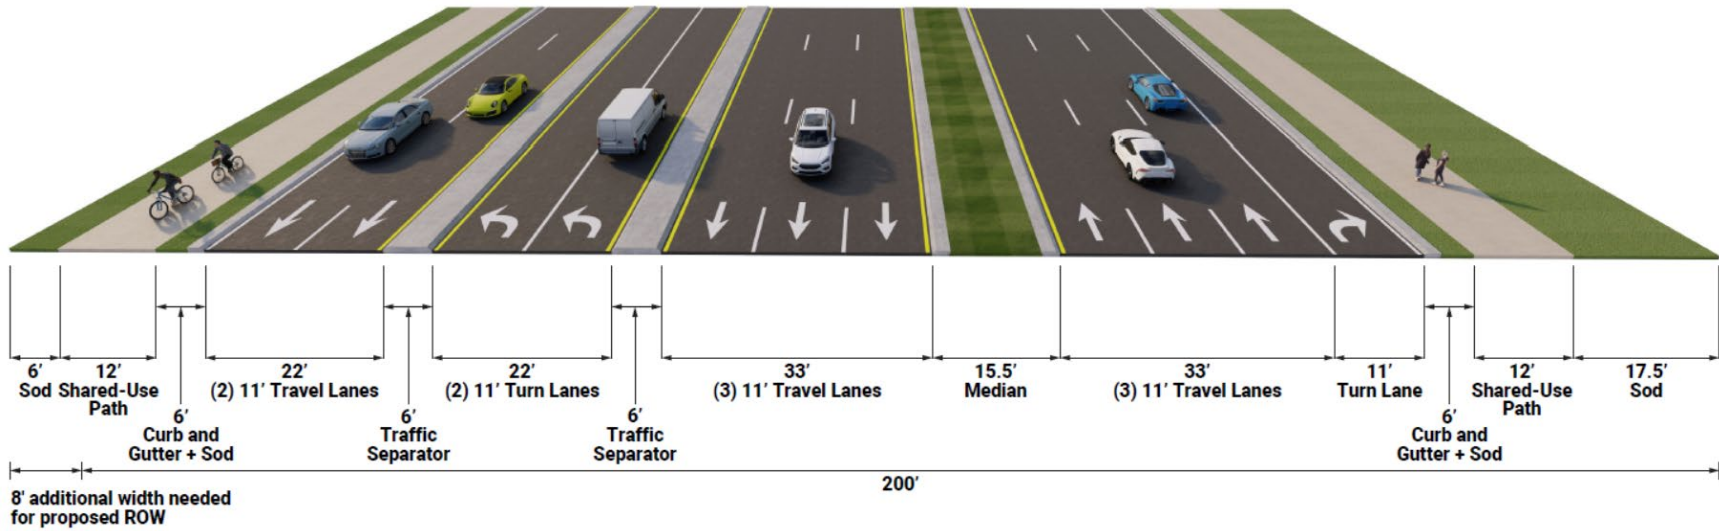 6'
Sod
12'
Shared-Use
Path
6'
Curb and
Gutter + Sod
22'
(2) 11' Travel Lanes
6'
Traffic
Separator
22'
(2) 11' Turn Lanes
6'
Traffic
Separator
33'
(3) 11' Travel Lanes
15.5'
Median
33'
(3) 11' Travel Lanes
11'
Turn Lane
6'
Curb and
Gutter + Sod
12'
Shared-Use
Path
17.5'
Sod
8' additional width needed
for proposed ROW
200'